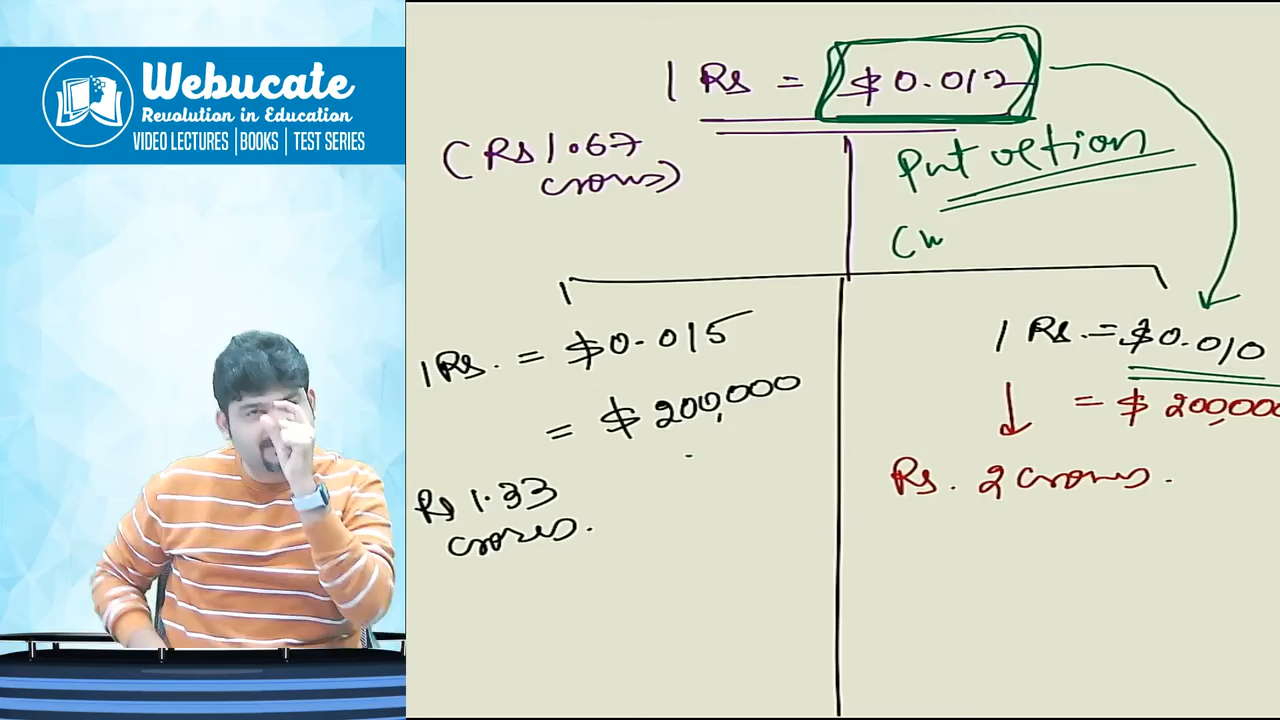 Webucate
Revolution in Education
VIDEO LECTURES | BOOKS | TEST SERIES
1 Rs = $0.012
(Rs 1.67
crores)
Put option
(w
1 Rs. = $0.015
= $200,000
Rs 1.33
crores.
1 Rs. = $0.010
= $200,000
Rs. 2 crores.